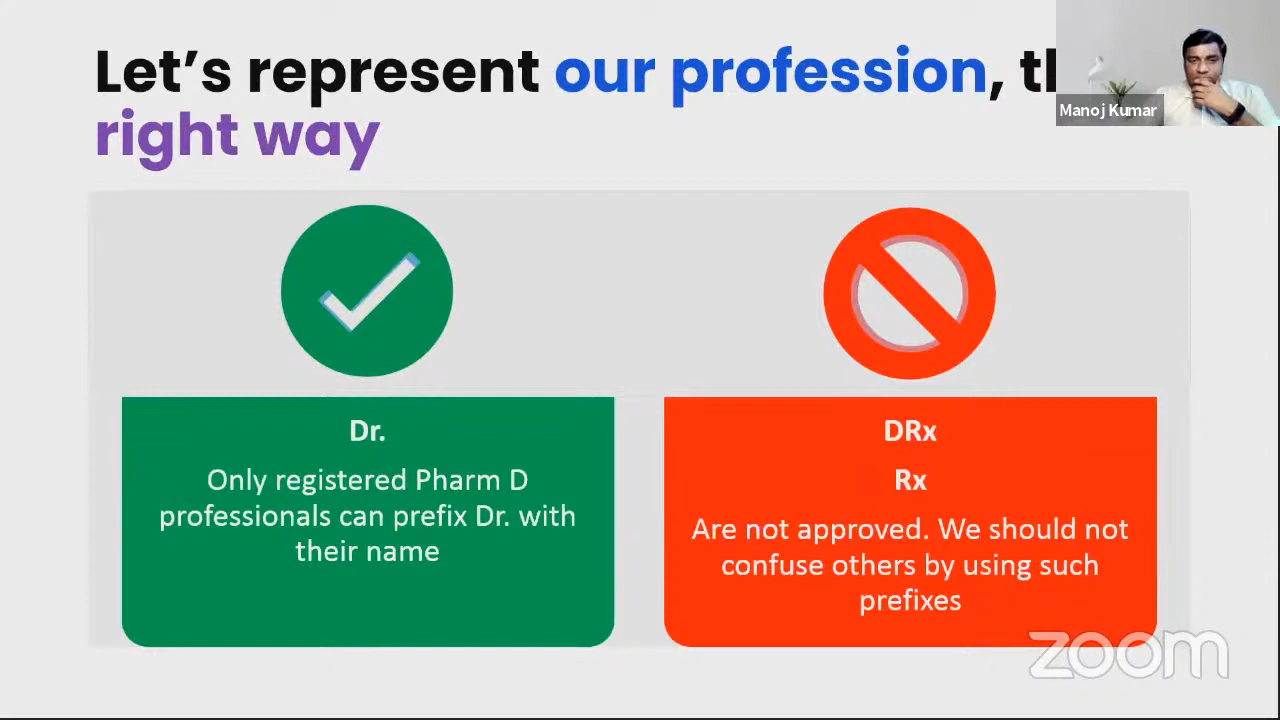 Let's represent our profession,
right way
Manoj Kumar
Dr.
Only registered Pharm D
professionals can prefix Dr. with
their name
DRx
Rx
Are not approved. We should not
confuse others by using such
prefixes
zoom